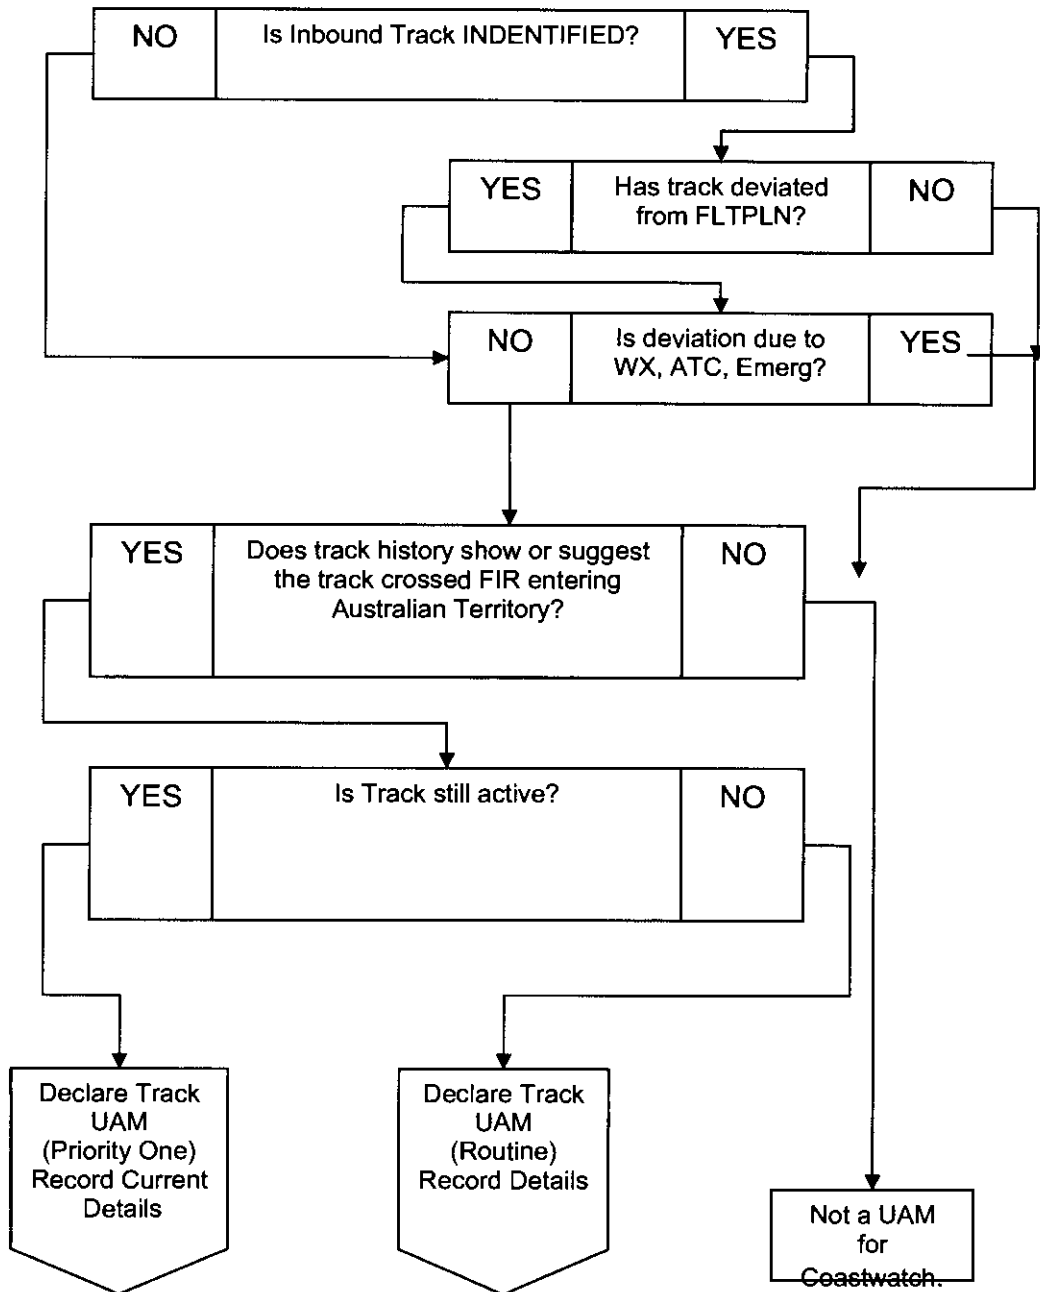 NO Is Inbound Track INDENTIFIED? YES
YES Has track deviated NO
from FLTPLN?
NO Is deviation due to YES
WX, ATC, Emerg?
YES Does track history show or suggest NO
the track crossed FIR entering
Australian Territory?
YES Is Track still active? NO
Declare Track
UAM
(Priority One)
Record Current
Details
Declare Track
UAM
(Routine)
Record Details
Not a UAM
for
Coastwatch.